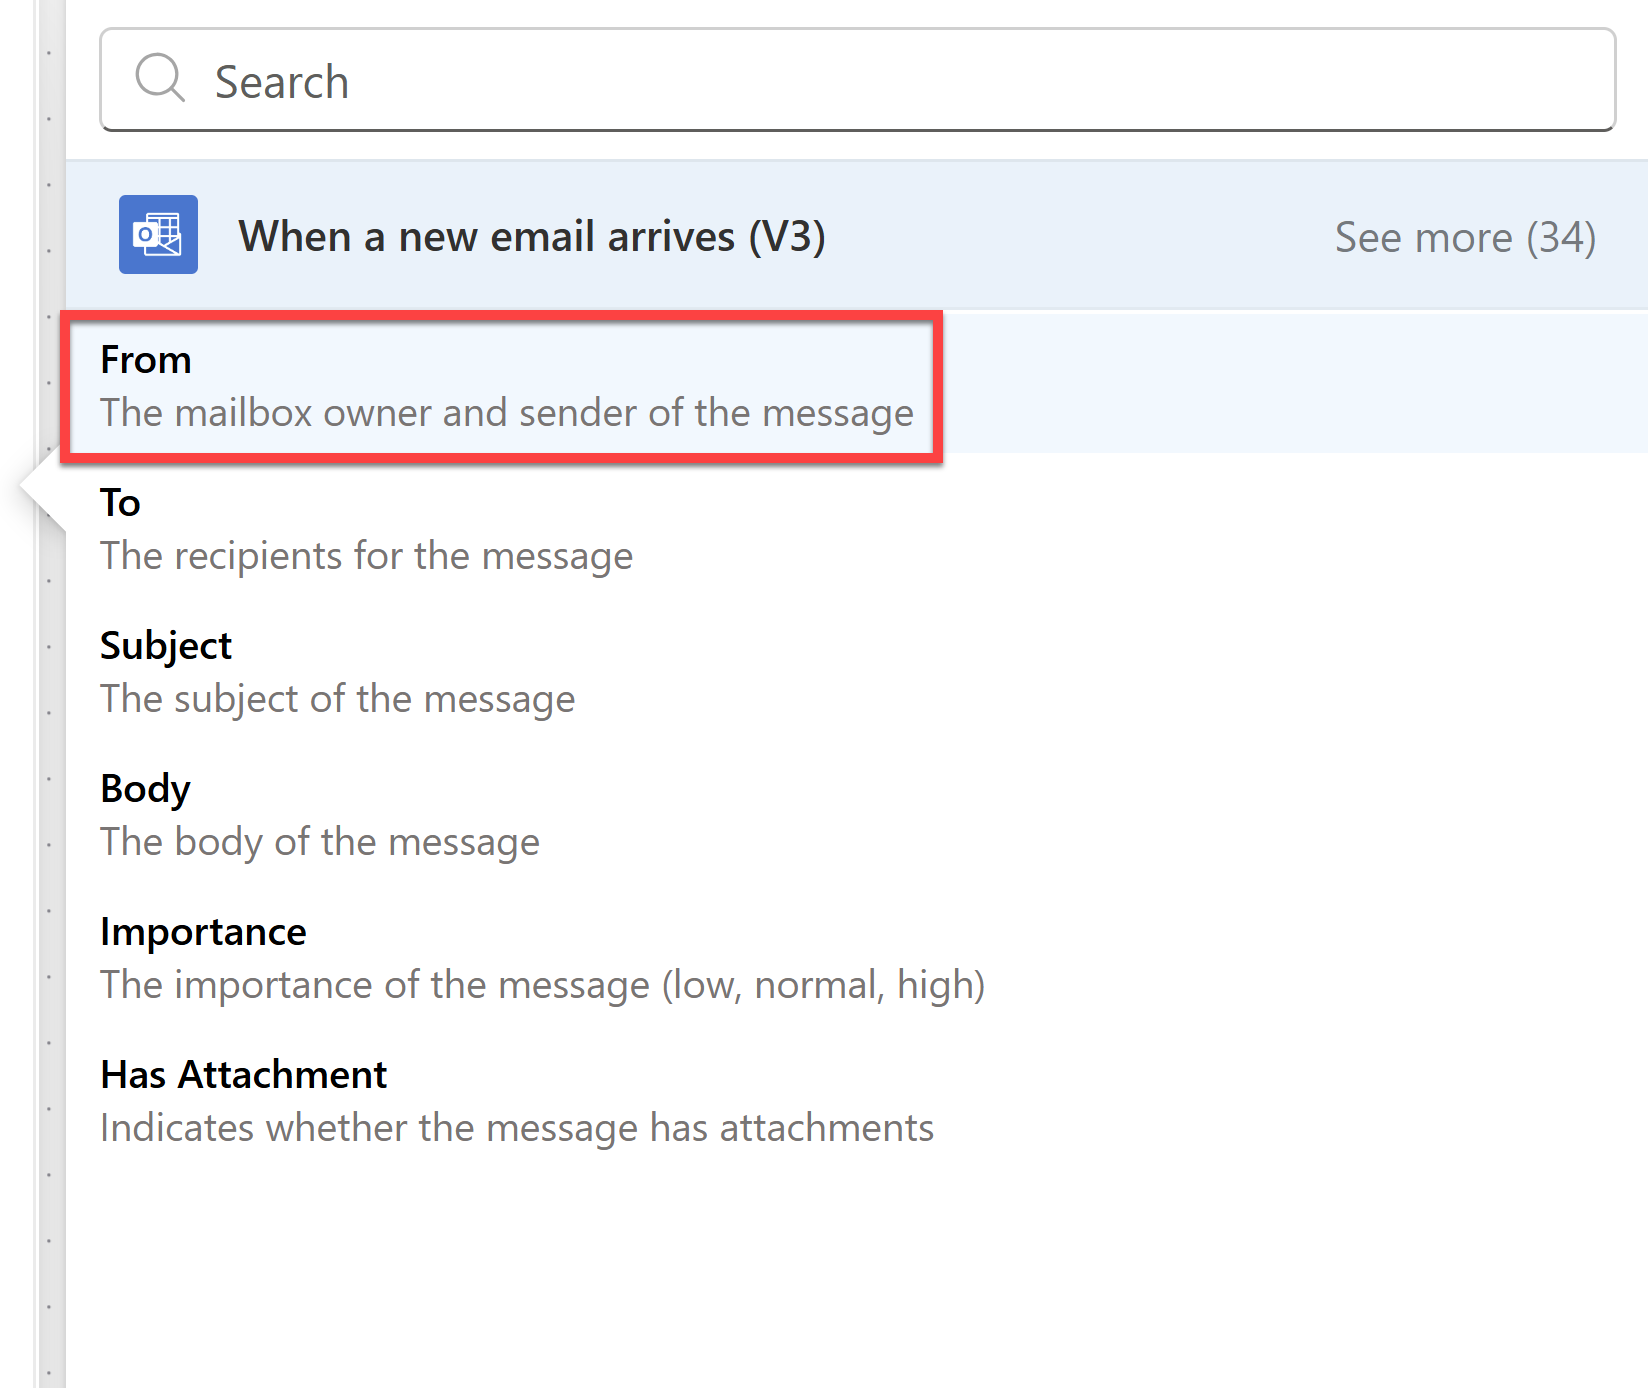 Search
When a new email arrives (V3)
See more (34)
From
The mailbox owner and sender of the message
To
The recipients for the message
Subject
The subject of the message
Body
The body of the message
Importance
The importance of the message (low, normal, high)
Has Attachment
Indicates whether the message has attachments